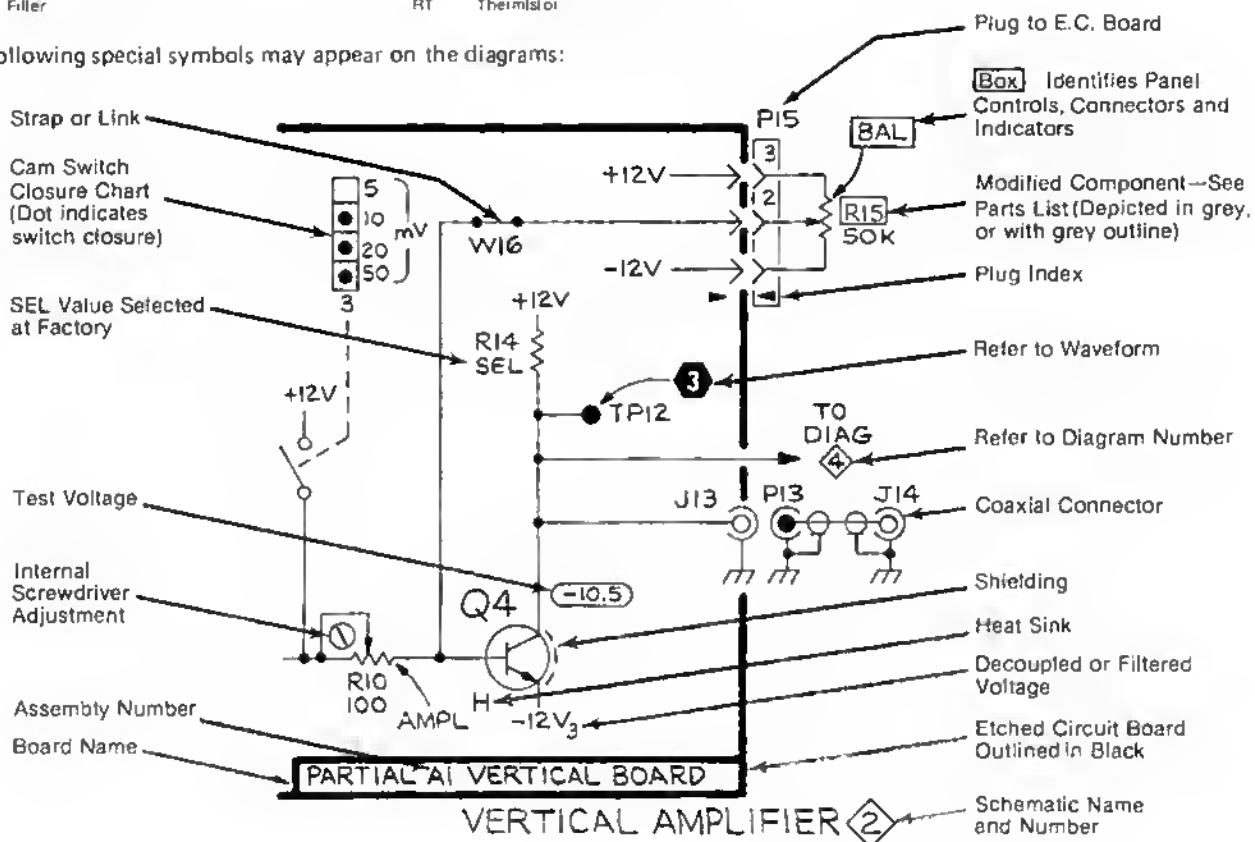 Filler
RT Thermistor
ollowing special symbols may appear on the diagrams:
Plug to E.C. Board
Box Identifies Panel
Controls, Connectors and
Indicators
Strap or Link
P15
BAL
Cam Switch
Closure Chart
(Dot indicates
switch closure)
5
10
20
50
mV
3
+12V
3
2
W16
-12V
R15
50K
Modified Component—See
Parts List (Depicted in grey,
or with grey outline)
Plug Index
SEL Value Selected
at Factory
+12V
R14
SEL
3
TP12
Refer to Waveform
+12V
TO
DIAG
4
Refer to Diagram Number
Test Voltage
J13
P13
J14
Coaxial Connector
-10.5
Q4
Shielding
Heat Sink
Internal
Screwdriver
Adjustment
R10
100
AMPL
H
-12V3
Decoupled or Filtered
Voltage
Assembly Number
Board Name
PARTIAL A1 VERTICAL BOARD
Etched Circuit Board
Outlined in Black
VERTICAL AMPLIFIER 2
Schematic Name
and Number